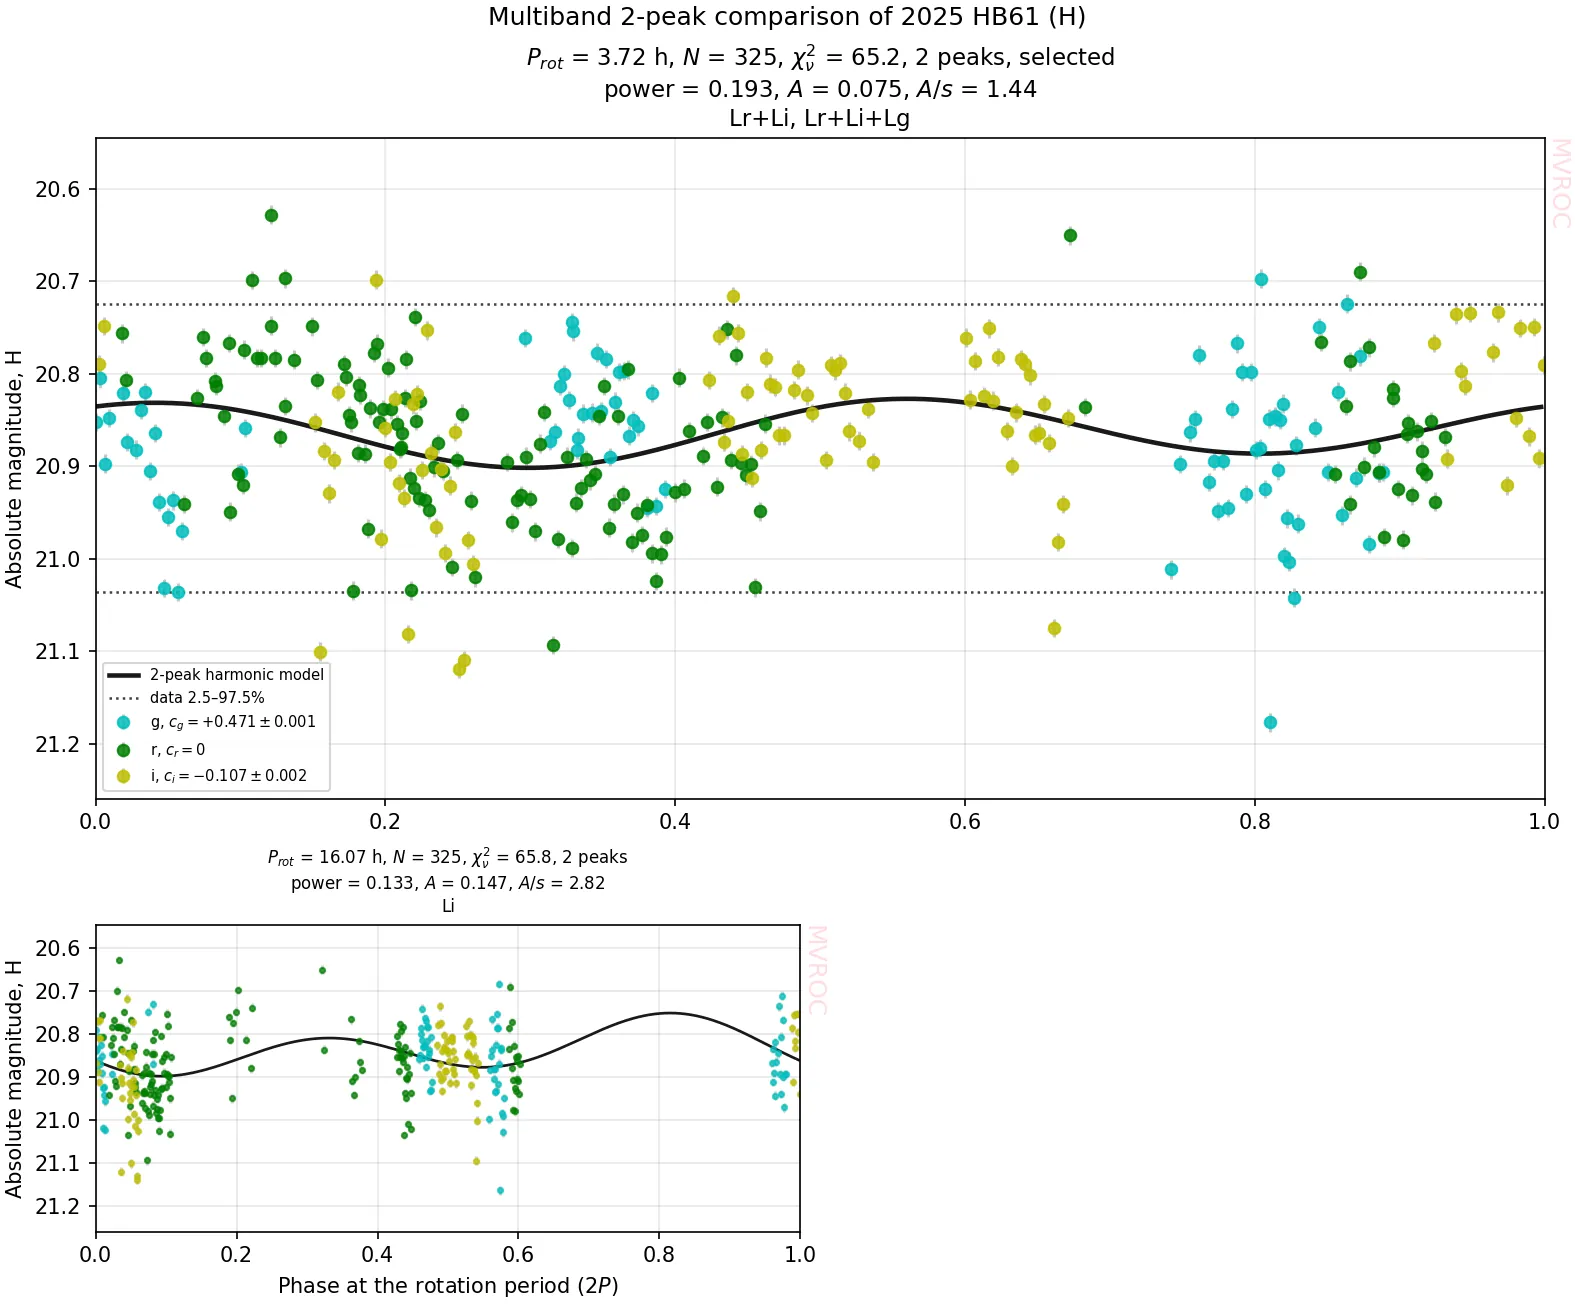 Multiband 2-peak comparison of 2025 HB61 (H)
P_rot = 3.72 h, N = 325, χ²_ν = 65.2, 2 peaks, selected
power = 0.193, A = 0.075, A/s = 1.44
Lr+Li, Lr+Li+Lg
MVROC
Absolute magnitude, H
20.6
20.7
20.8
20.9
21.0
21.1
21.2
2-peak harmonic model
data 2.5–97.5%
g, c_g = +0.471 ± 0.001
r, c_r = 0
i, c_i = −0.107 ± 0.002
0.0 0.2 0.4 0.6 0.8 1.0
P_rot = 16.07 h, N = 325, χ²_ν = 65.8, 2 peaks
power = 0.133, A = 0.147, A/s = 2.82
Li
MVROC
Absolute magnitude, H
20.6
20.7
20.8
20.9
21.0
21.1
21.2
0.0 0.2 0.4 0.6 0.8 1.0
Phase at the rotation period (2P)